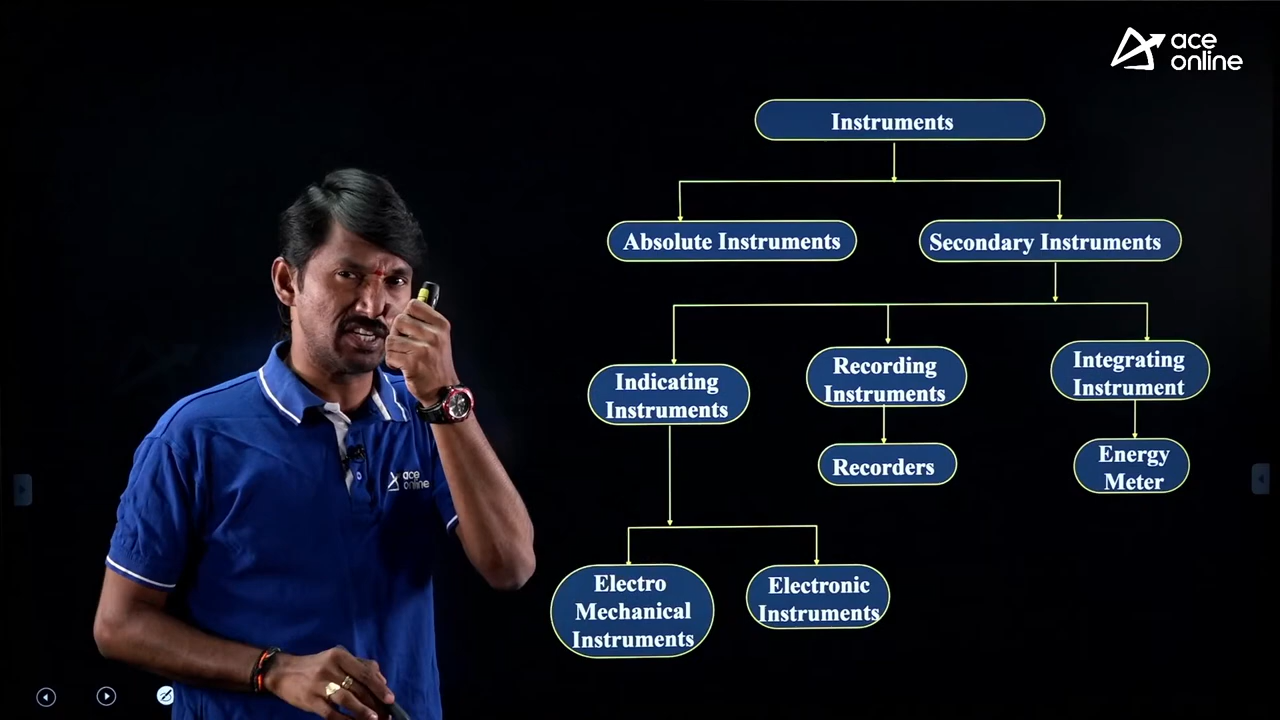 ace
online
Instruments
Absolute Instruments
Secondary Instruments
Indicating
Instruments
Recording
Instruments
Integrating
Instrument
Recorders
Energy
Meter
Electro
Mechanical
Instruments
Electronic
Instruments
ace
online